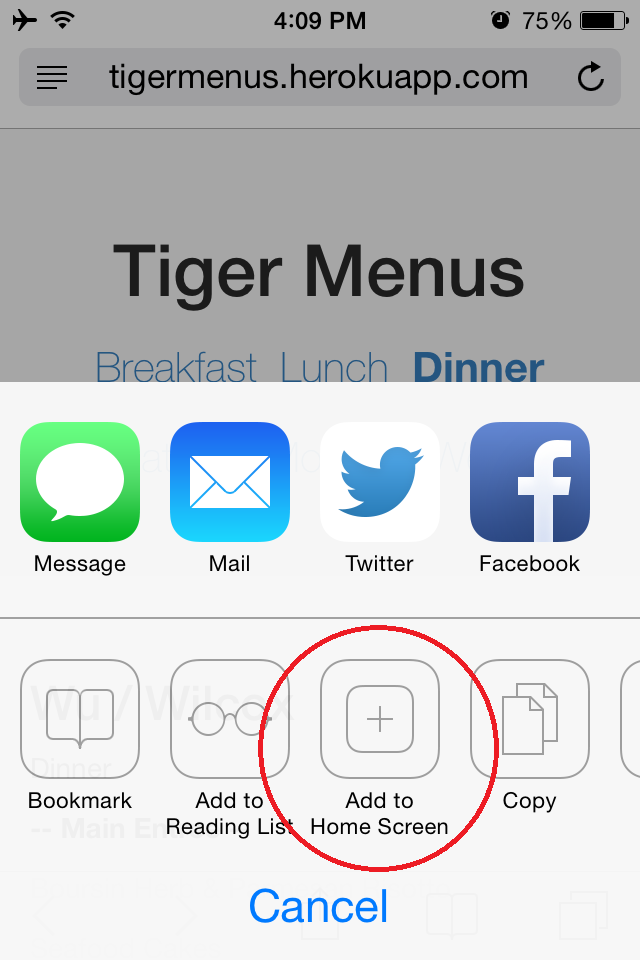 4:09 PM
75%
tigermenus.herokuapp.com
Tiger Menus
Breakfast Lunch Dinner
Message Mail Twitter Facebook
Wu / Wilcox
Dinner
Bookmark Add to Reading List Add to Home Screen Copy
-- Main En
Cancel